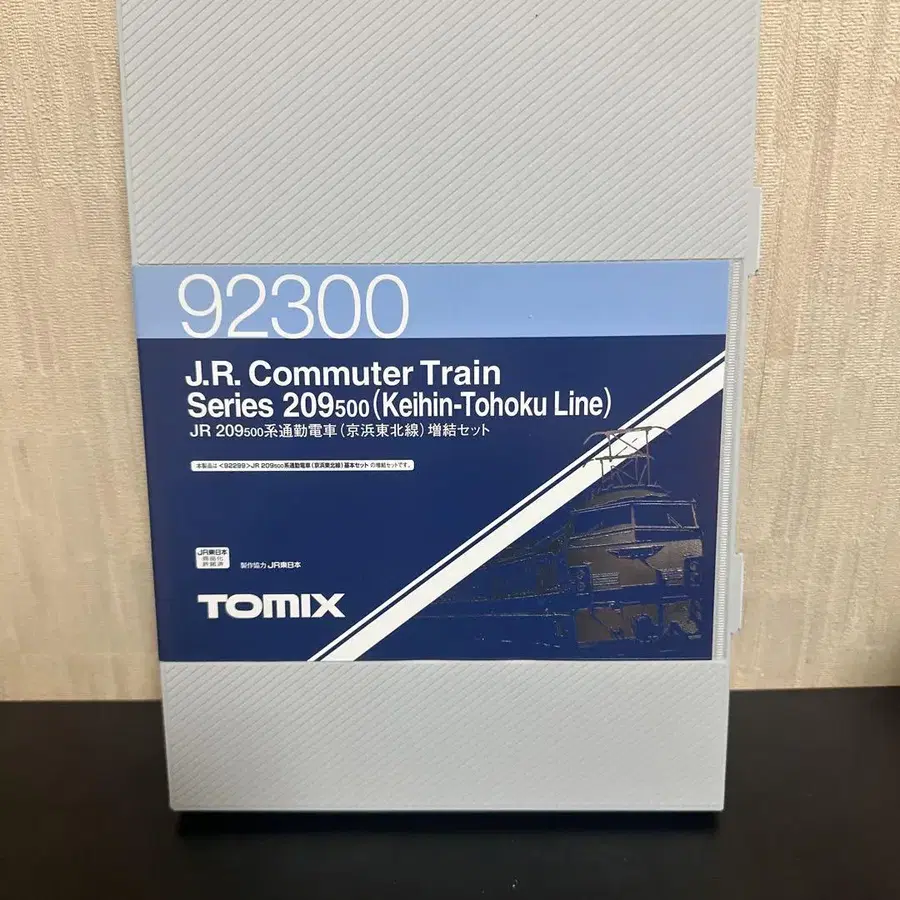 92300
J.R. Commuter Train
Series 209500 (Keihin-Tohoku Line)
JR 209500系通勤電車(京浜東北線)増結セット
本製品は<92299>JR 209500系通勤電車(京浜東北線)基本セットの増結セットです。
JR東日本
商品化
許諾済
製作協力 JR東日本
TOMIX